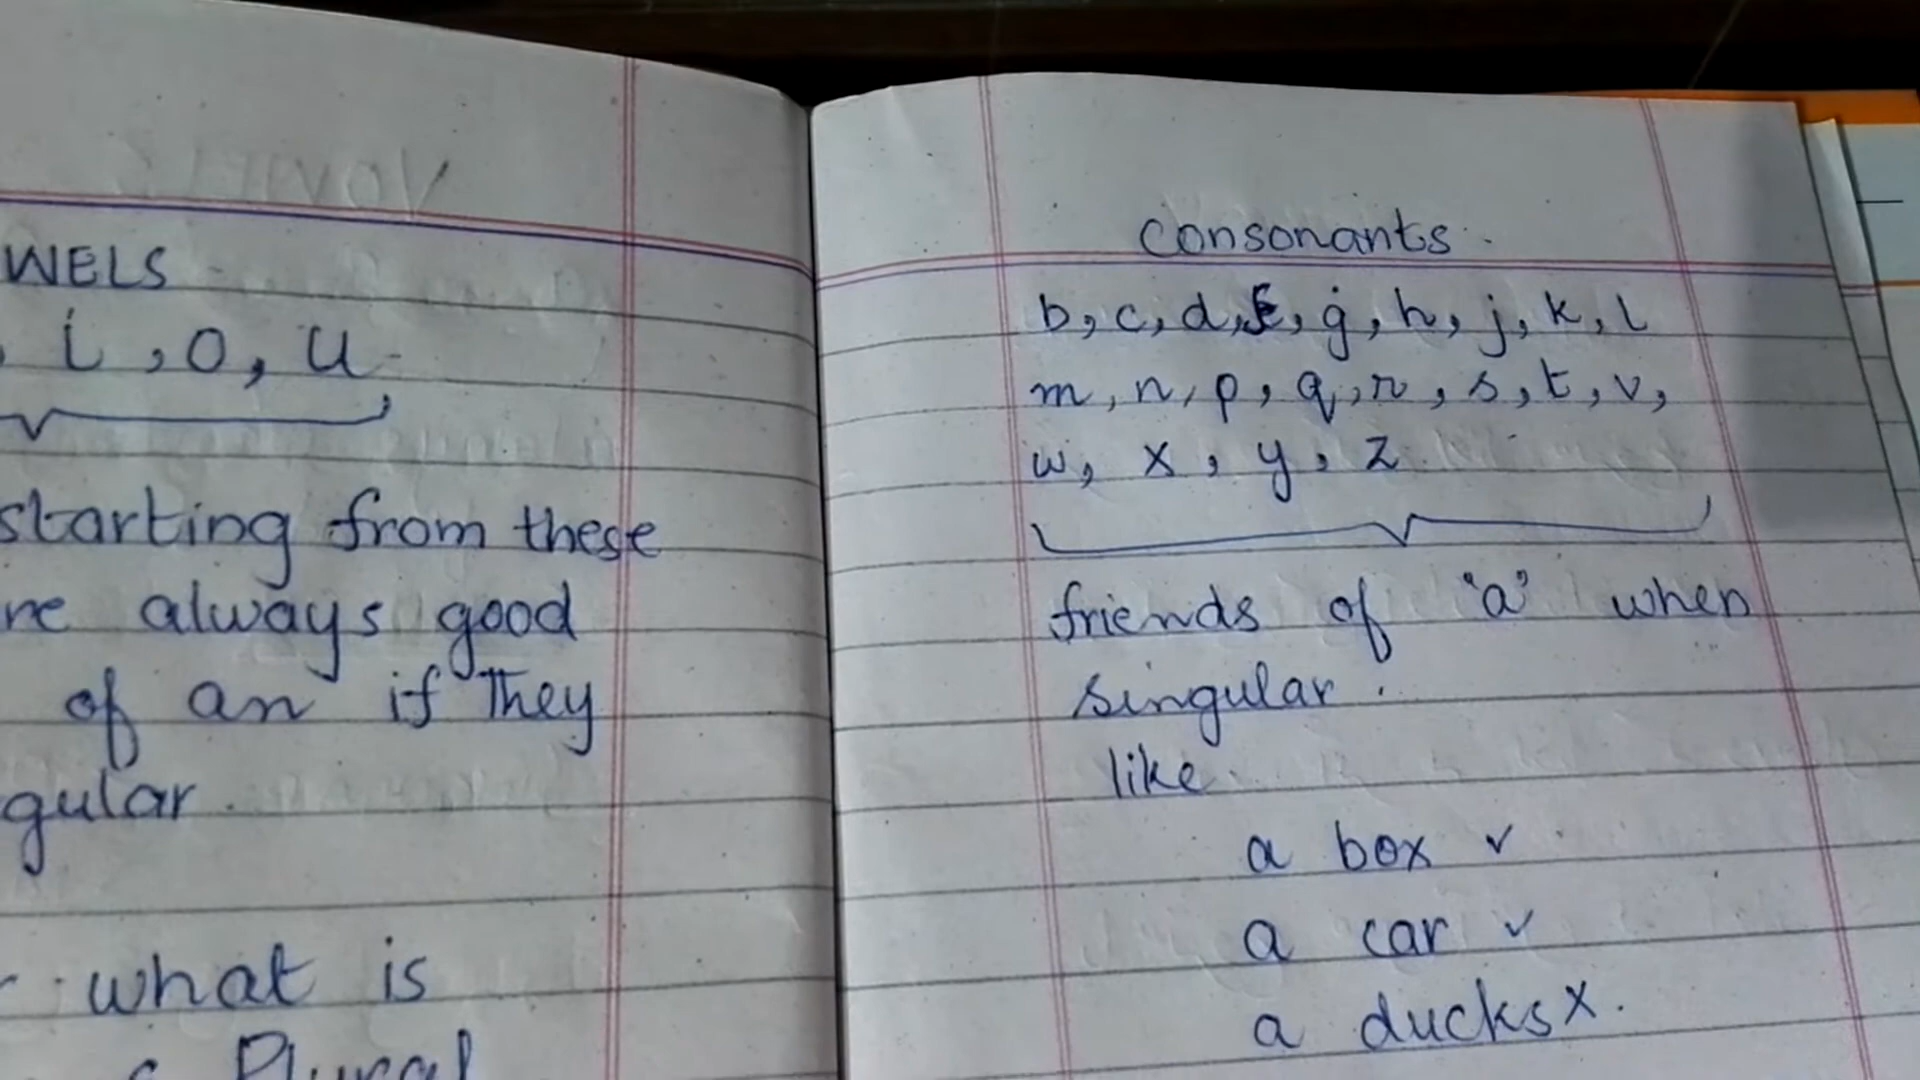 WELS
i, o, u
starting from these
re always good
of an if They
gular
what is
Plural
Consonants
b, c, d, f, g, h, j, k, l
m, n, p, q, r, s, t, v,
w, x, y, z
friends of 'a' when
singular.
like
a box ✓
a car ✓
a ducks x.